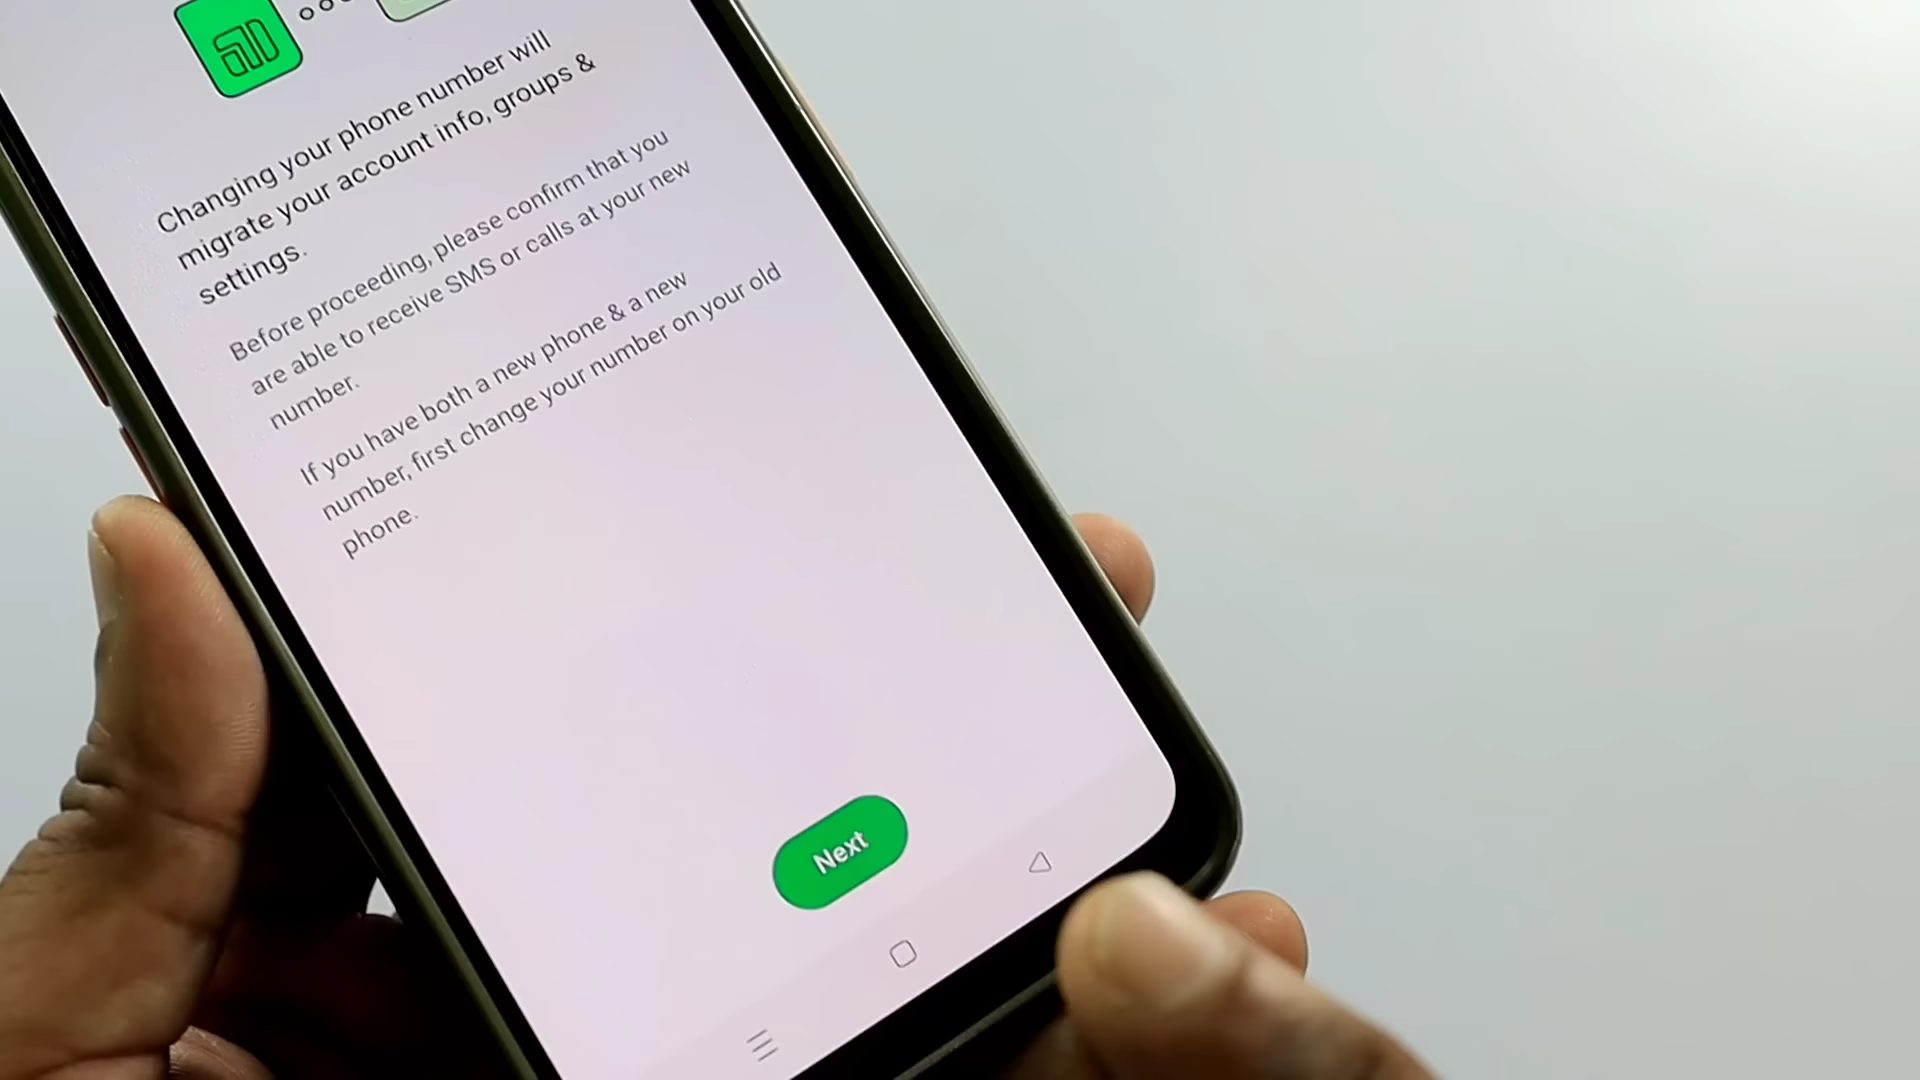 Changing your phone number will
migrate your account info, groups &
settings.
Before proceeding, please confirm that you
are able to receive SMS or calls at your new
number.
If you have both a new phone & a new
number, first change your number on your old
phone.
Next